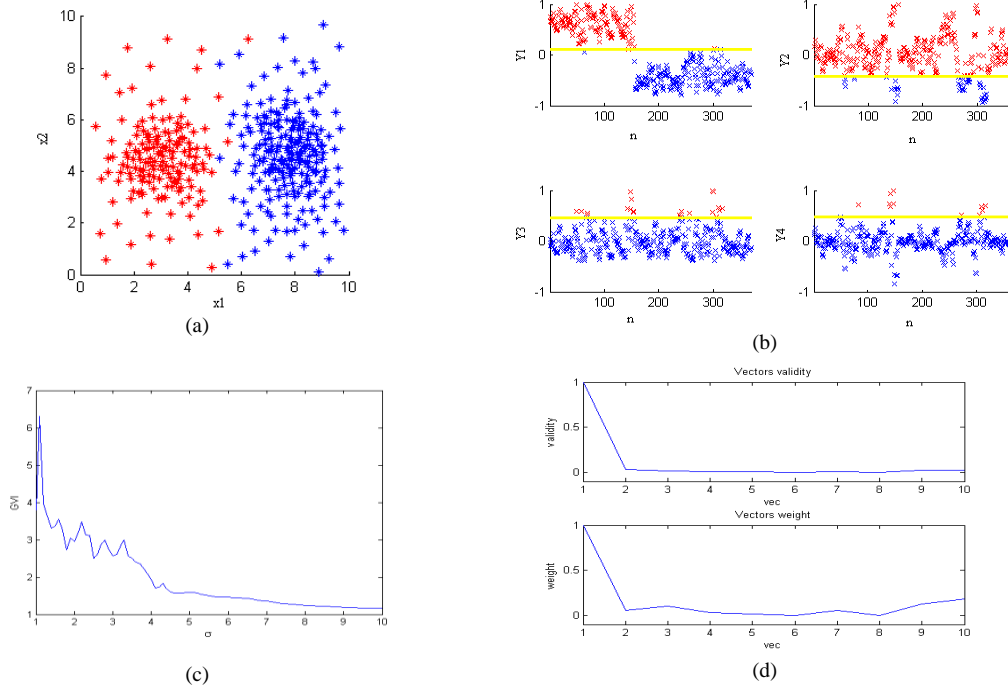 10
8
6
4
2
0
x2
0 2 4 6 8 10
x1
(a)
1
0
-1
Y1
100 200 300
n
1
0
-1
Y2
100 200 300
n
1
0
-1
Y3
100 200 300
n
1
0
-1
Y4
100 200 300
n
(b)
7
6
5
4
3
2
1
GVI
1 2 3 4 5 6 7 8 9 10
σ
(c)
Vectors validity
1
0.5
0
validity
1 2 3 4 5 6 7 8 9 10
vec
Vectors weight
1
0.5
0
weight
1 2 3 4 5 6 7 8 9 10
vec
(d)